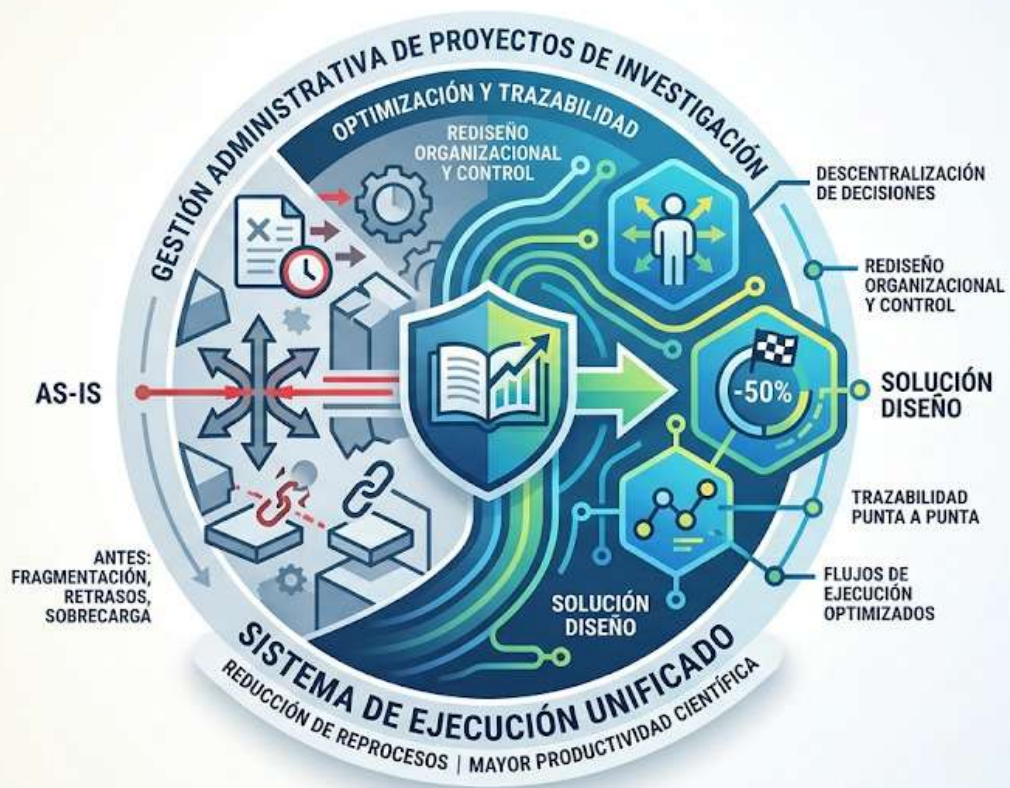 GESTIÓN ADMINISTRATIVA DE PROYECTOS DE INVESTIGACIÓN
OPTIMIZACIÓN Y TRAZABILIDAD
REDISEÑO
ORGANIZACIONAL
Y CONTROL
DESCENTRALIZACIÓN
DE DECISIONES
REDISEÑO
ORGANIZACIONAL
Y CONTROL
AS-IS
-50%
SOLUCIÓN
DISEÑO
TRAZABILIDAD
PUNTA A PUNTA
ANTES:
FRAGMENTACIÓN,
RETRASOS,
SOBRECARGA
FLUJOS DE
EJECUCIÓN
OPTIMIZADOS
SOLUCIÓN
DISEÑO
SISTEMA DE EJECUCIÓN UNIFICADO
REDUCCIÓN DE REPROCESOS | MAYOR PRODUCTIVIDAD CIENTÍFICA